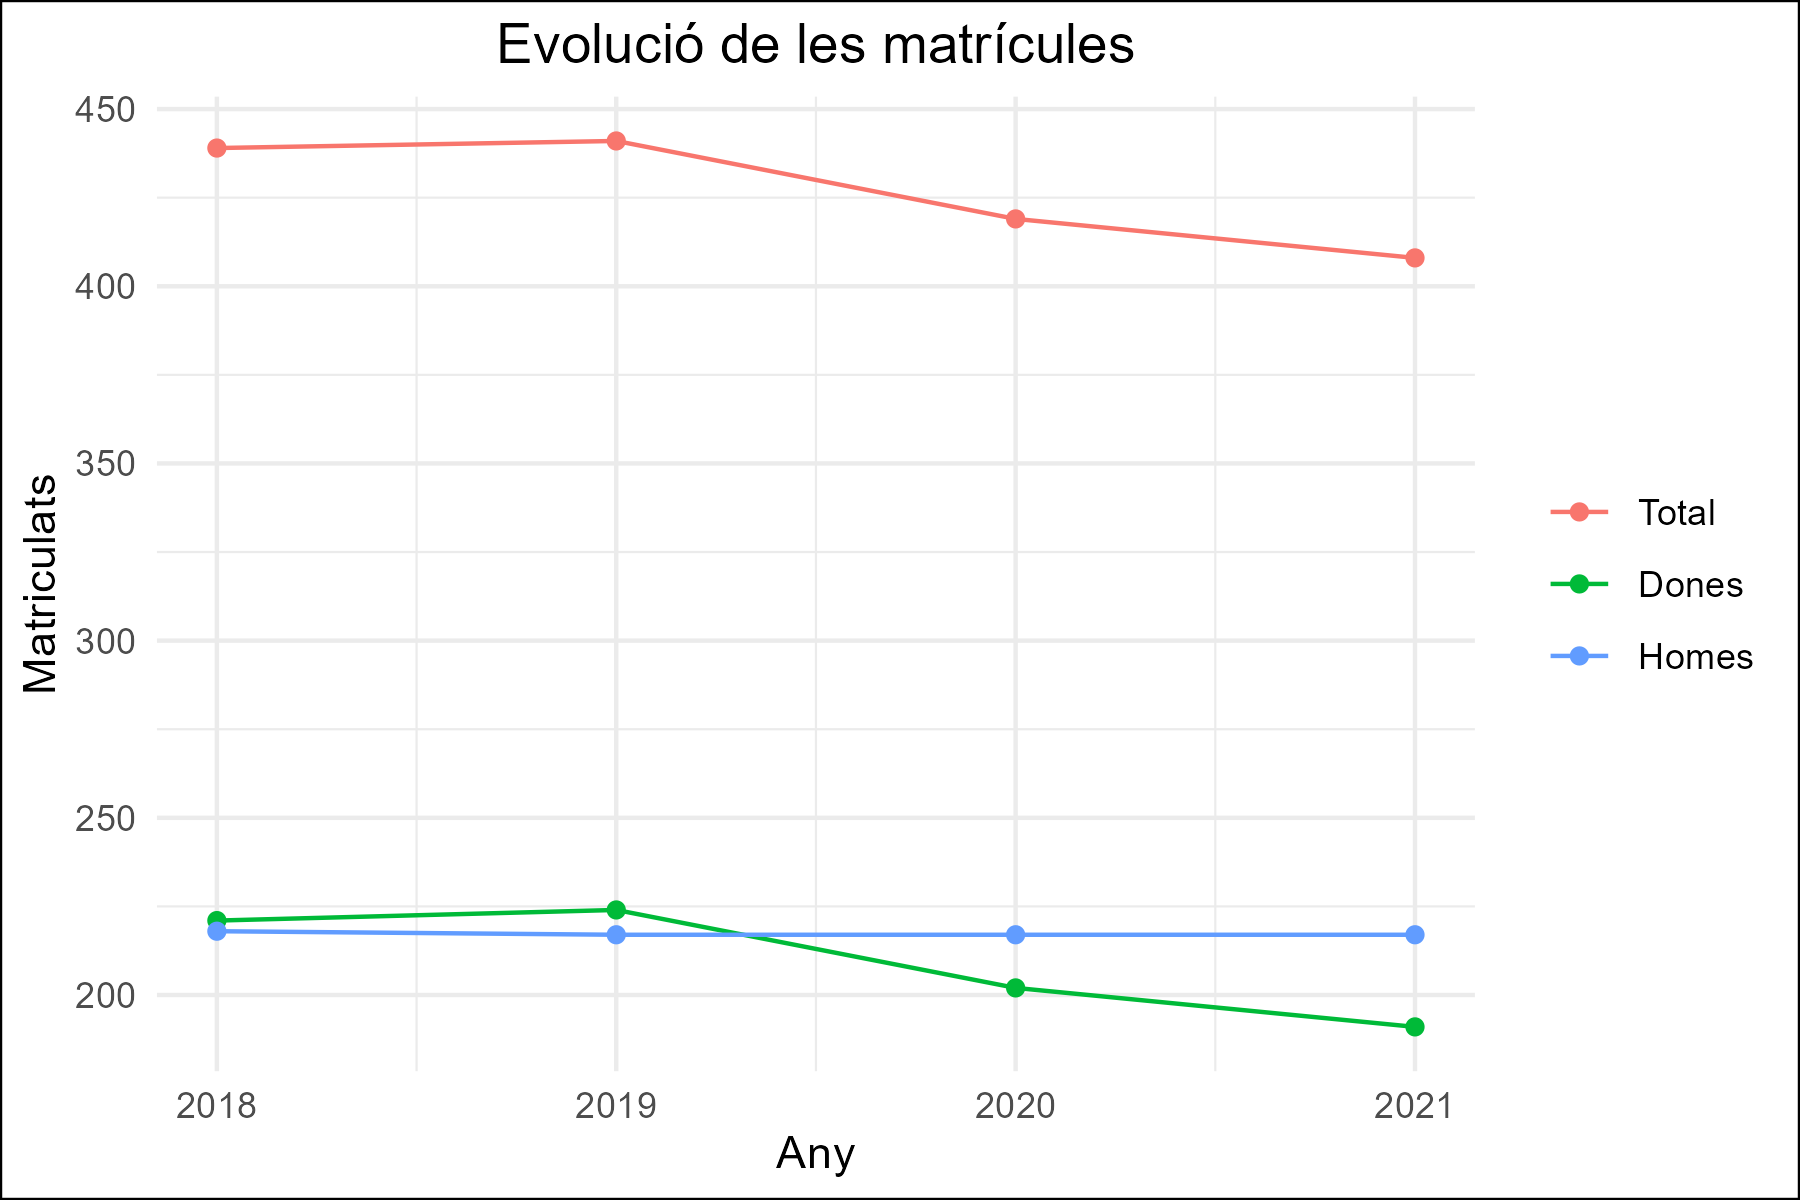 Evolució de les matrícules
Matriculats
450
400
350
300
250
200
2018
2019
2020
2021
Any
Total
Dones
Homes